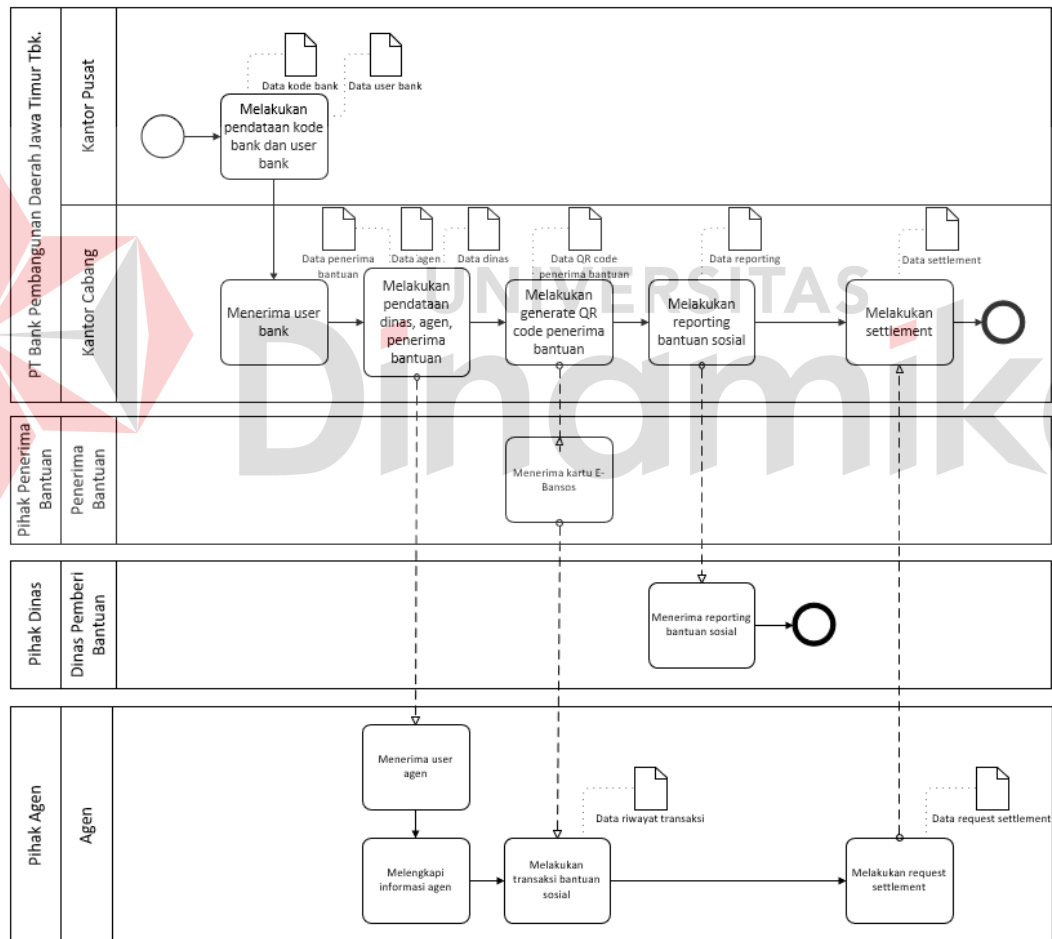 PT Bank Pembangunan Daerah Jawa Timur Tbk.
Kantor Pusat
Data kode bank
Data user bank
Melakukan
pendataan kode
bank dan user
bank
Kantor Cabang
Data penerima
bantuan
Data agen
Data dinas
Data QR code
penerima bantuan
Data reporting
Data settlement
Menerima user
bank
Melakukan
pendataan
dinas, agen,
penerima
bantuan
Melakukan
generate QR
code penerima
bantuan
Melakukan
reporting
bantuan sosial
Melakukan
settlement
UNIVERSITAS
Dinamika
Pihak Penerima
Bantuan
Penerima
Bantuan
Menerima kartu E-
Bansos
Pihak Dinas
Dinas Pemberi
Bantuan
Menerima reporting
bantuan sosial
Pihak Agen
Agen
Menerima user
agen
Data riwayat transaksi
Data request settlement
Melengkapi
informasi agen
Melakukan
transaksi bantuan
sosial
Melakukan request
settlement